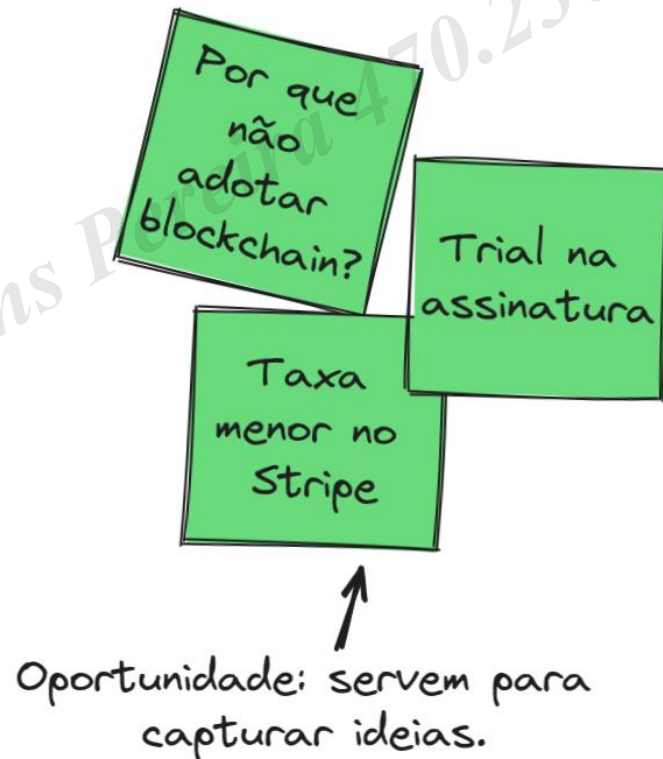 Por que
não
adotar
blockchain?
Trial na
assinatura
Taxa
menor no
Stripe
Oportunidade: servem para
capturar ideias.